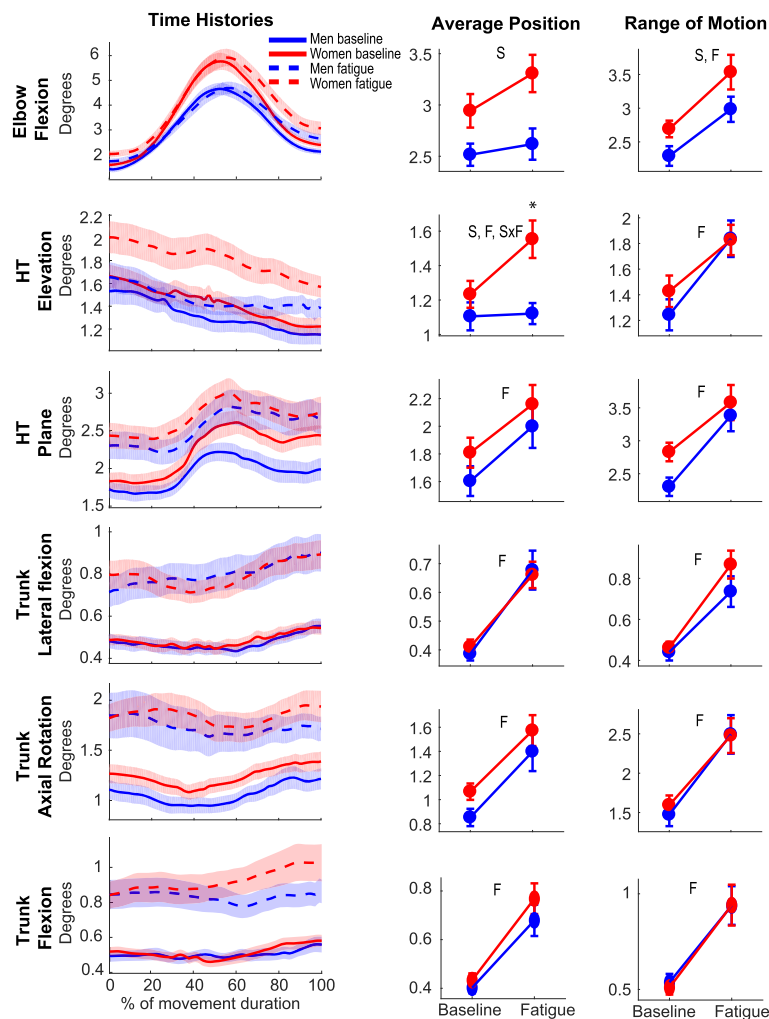 Time Histories
Average Position
Range of Motion
Men baseline
Women baseline
Men fatigue
Women fatigue
Elbow
Flexion
Degrees
6
5
4
3
2
3.5
3
2.5
S
3.5
3
2.5
S, F
HT
Elevation
Degrees
2.2
2
1.8
1.6
1.4
1.2
1.6
1.4
1.2
1
S, F, SxF
*
2
1.8
1.6
1.4
1.2
F
HT
Plane
Degrees
3
2.5
2
1.5
2.2
2
1.8
1.6
F
3.5
3
2.5
F
Trunk
Lateral flexion
Degrees
1
0.8
0.6
0.4
0.7
0.6
0.5
0.4
F
0.8
0.6
0.4
F
Trunk
Axial Rotation
Degrees
2
1.5
1
1.6
1.4
1.2
1
0.8
F
2.5
2
1.5
F
Trunk
Flexion
Degrees
1
0.8
0.6
0.4
0 20 40 60 80 100
% of movement duration
0.8
0.6
0.4
F
Baseline Fatigue
1
0.5
F
Baseline Fatigue